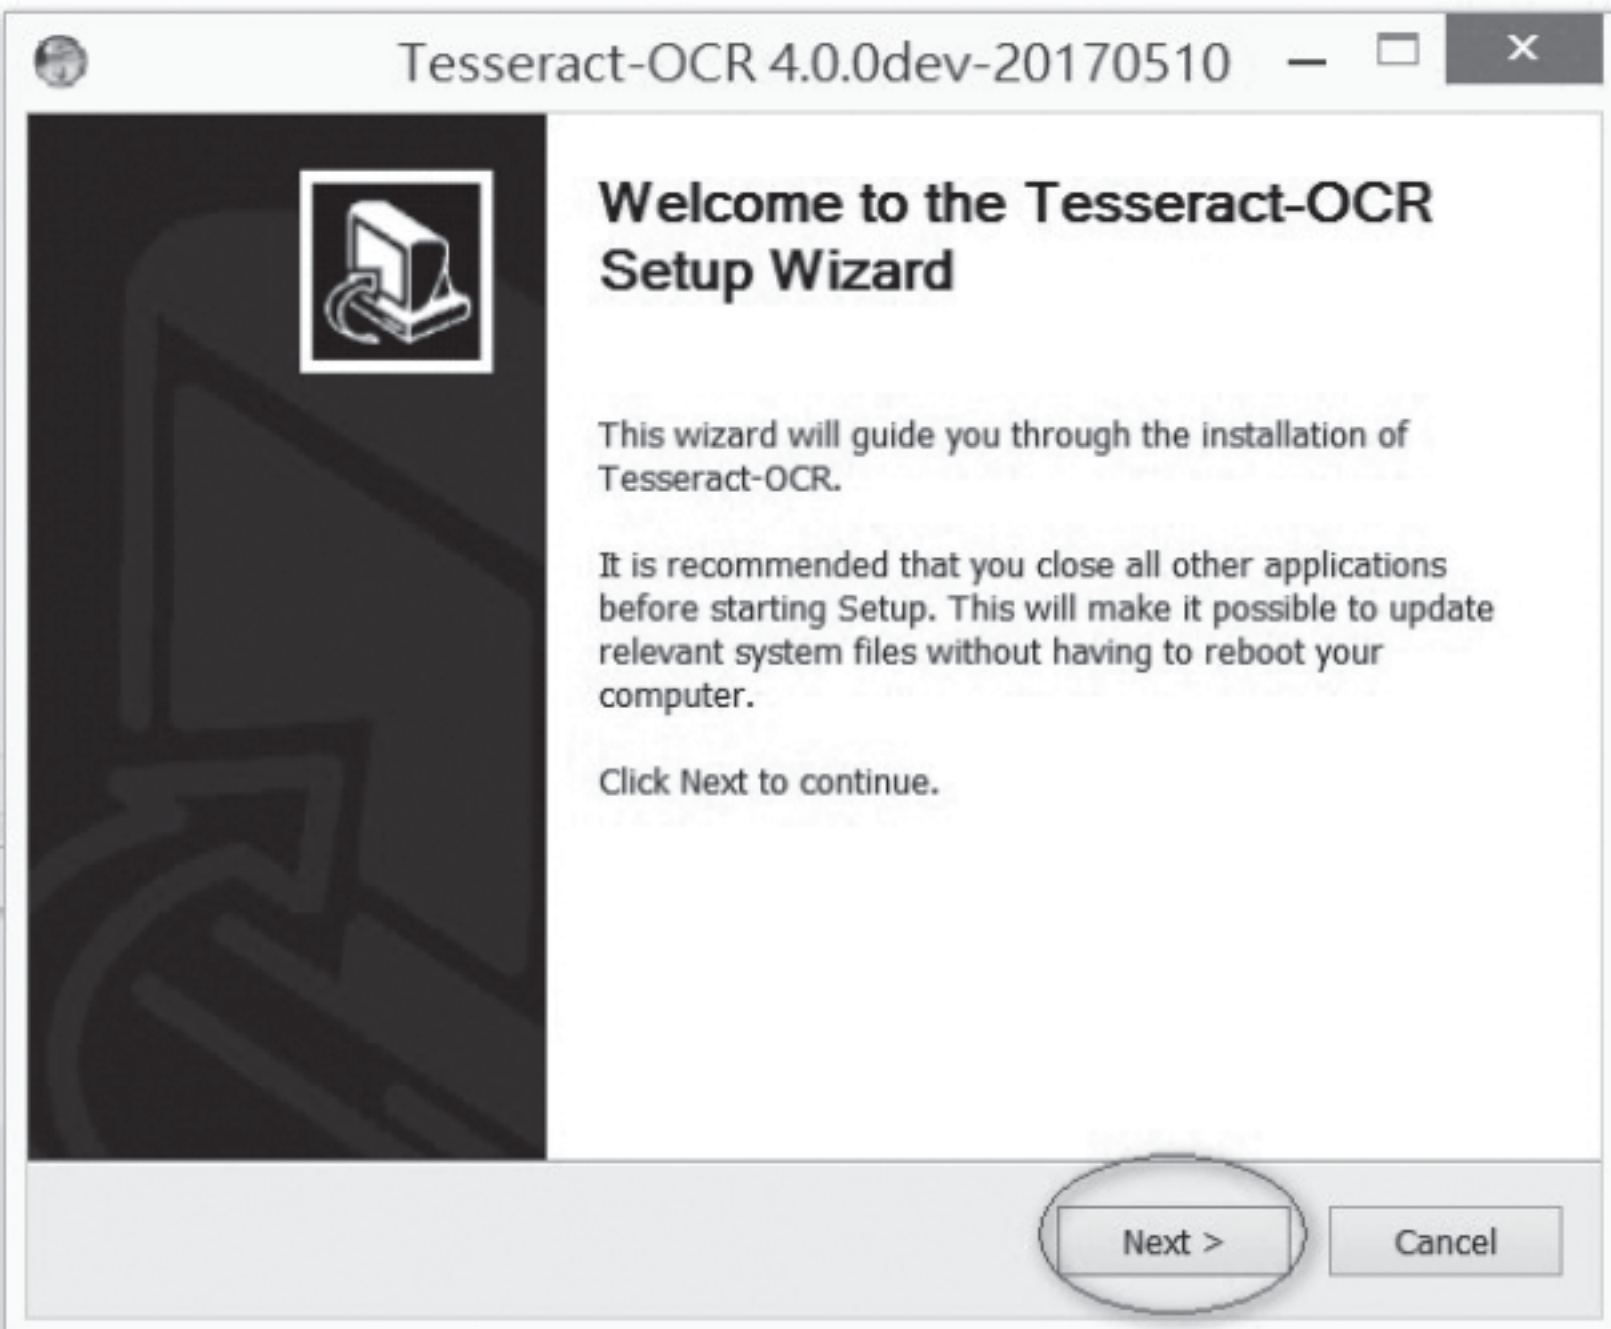 Tesseract-OCR 4.0.0dev-20170510
Welcome to the Tesseract-OCR
Setup Wizard
This wizard will guide you through the installation of
Tesseract-OCR.
It is recommended that you close all other applications
before starting Setup. This will make it possible to update
relevant system files without having to reboot your
computer.
Click Next to continue.
Next >
Cancel